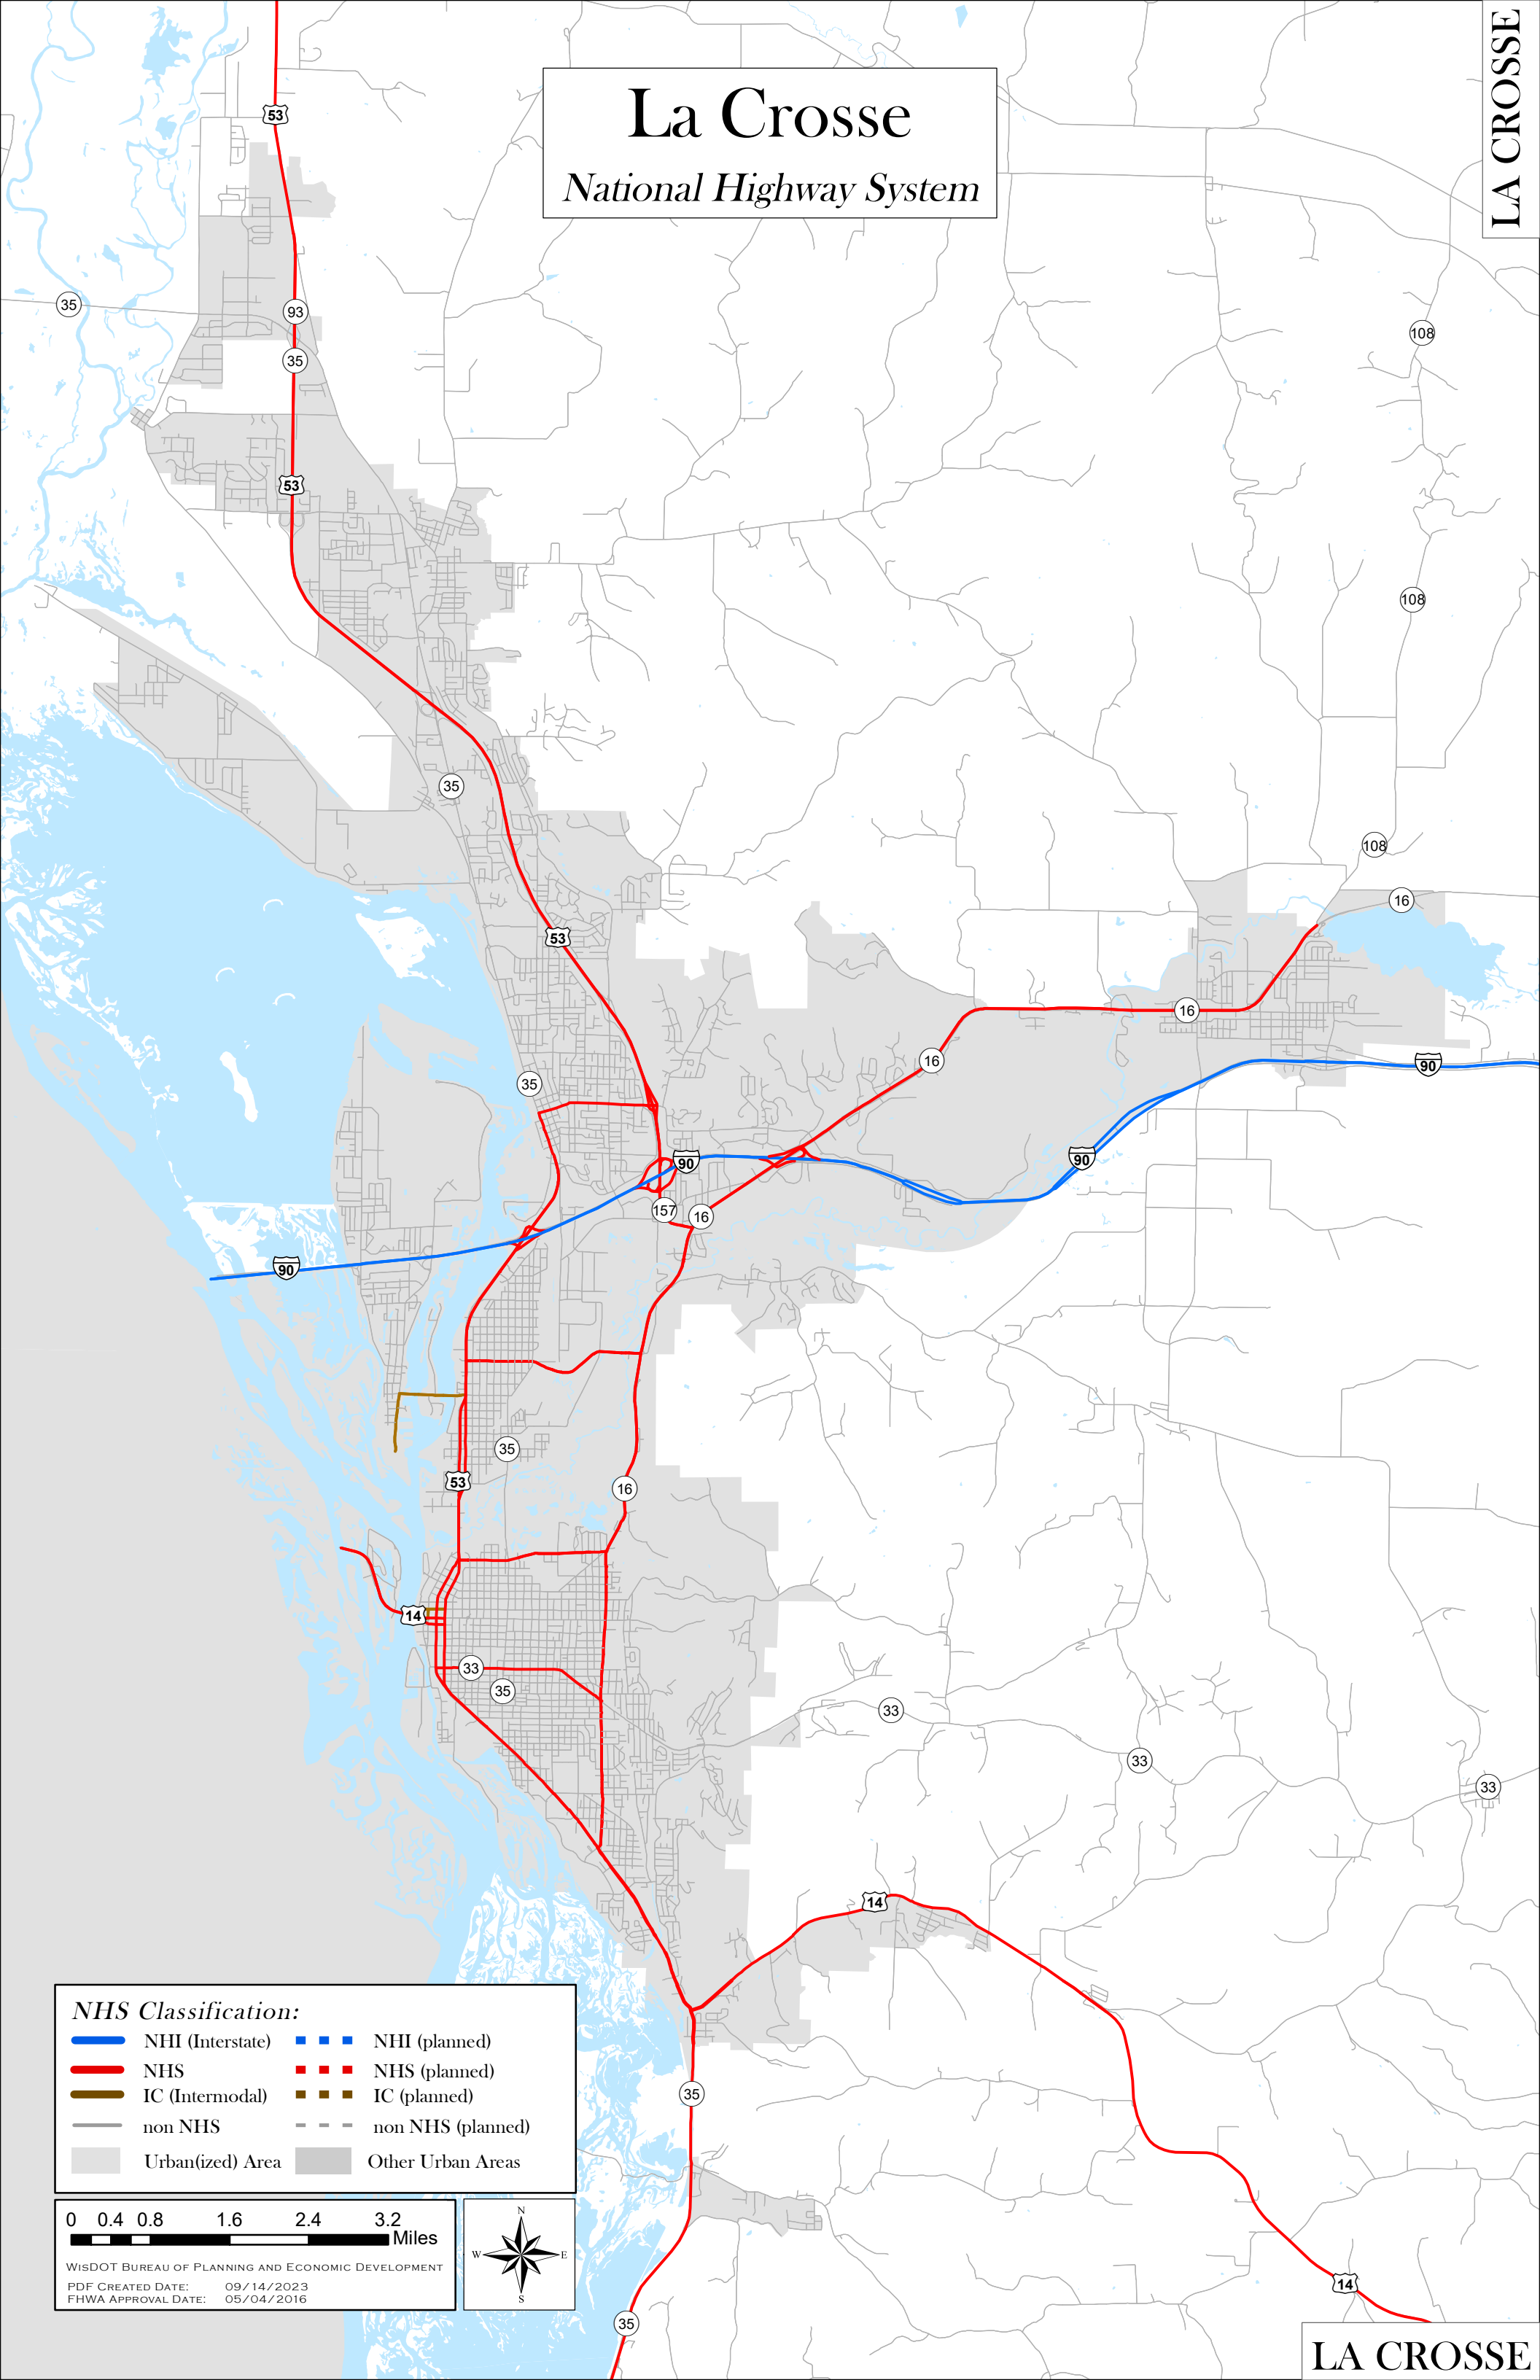 LA CROSSE
La Crosse
National Highway System
53
35
93
35
108
53
108
35
108
16
53
16
16
90
35
90
90
157
16
90
35
53
16
14
33
35
33
33
33
14
35
14
35
NHS Classification:
NHI (Interstate) NHI (planned)
NHS NHS (planned)
IC (Intermodal) IC (planned)
non NHS non NHS (planned)
Urban(ized) Area Other Urban Areas
0 0.4 0.8 1.6 2.4 3.2
Miles
WisDOT Bureau of Planning and Economic Development
PDF Created Date: 09/14/2023
FHWA Approval Date: 05/04/2016
N
W E
S
LA CROSSE